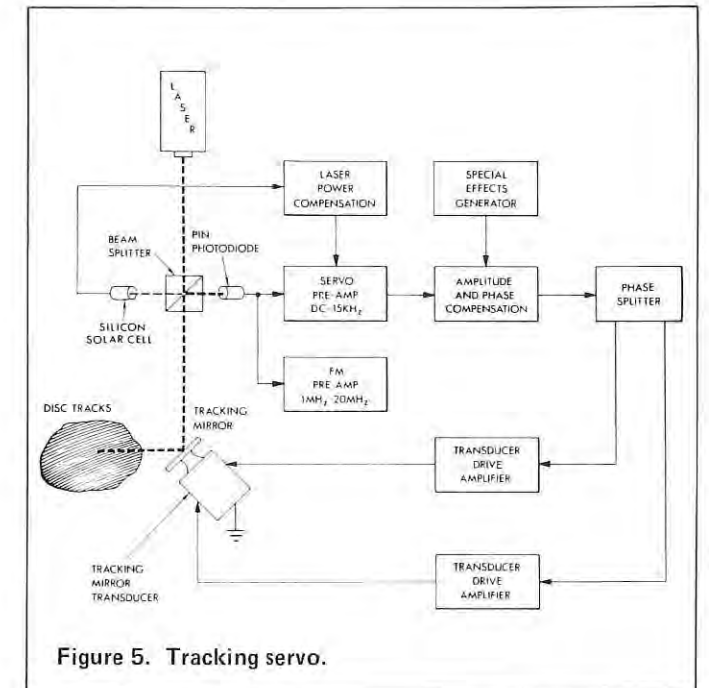 LASER
LASER
POWER
COMPENSATION
SPECIAL
EFFECTS
GENERATOR
BEAM
SPLITTER
PIN
PHOTODIODE
SERVO
PRE-AMP
DC-15KHz
AMPLITUDE
AND PHASE
COMPENSATION
PHASE
SPLITTER
SILICON
SOLAR CELL
FM
PRE AMP
1MHz 20MHz
DISC TRACKS
TRACKING
MIRROR
TRANSDUCER
DRIVE
AMPLIFIER
TRACKING
MIRROR
TRANSDUCER
TRANSDUCER
DRIVE
AMPLIFIER
Figure 5. Tracking servo.